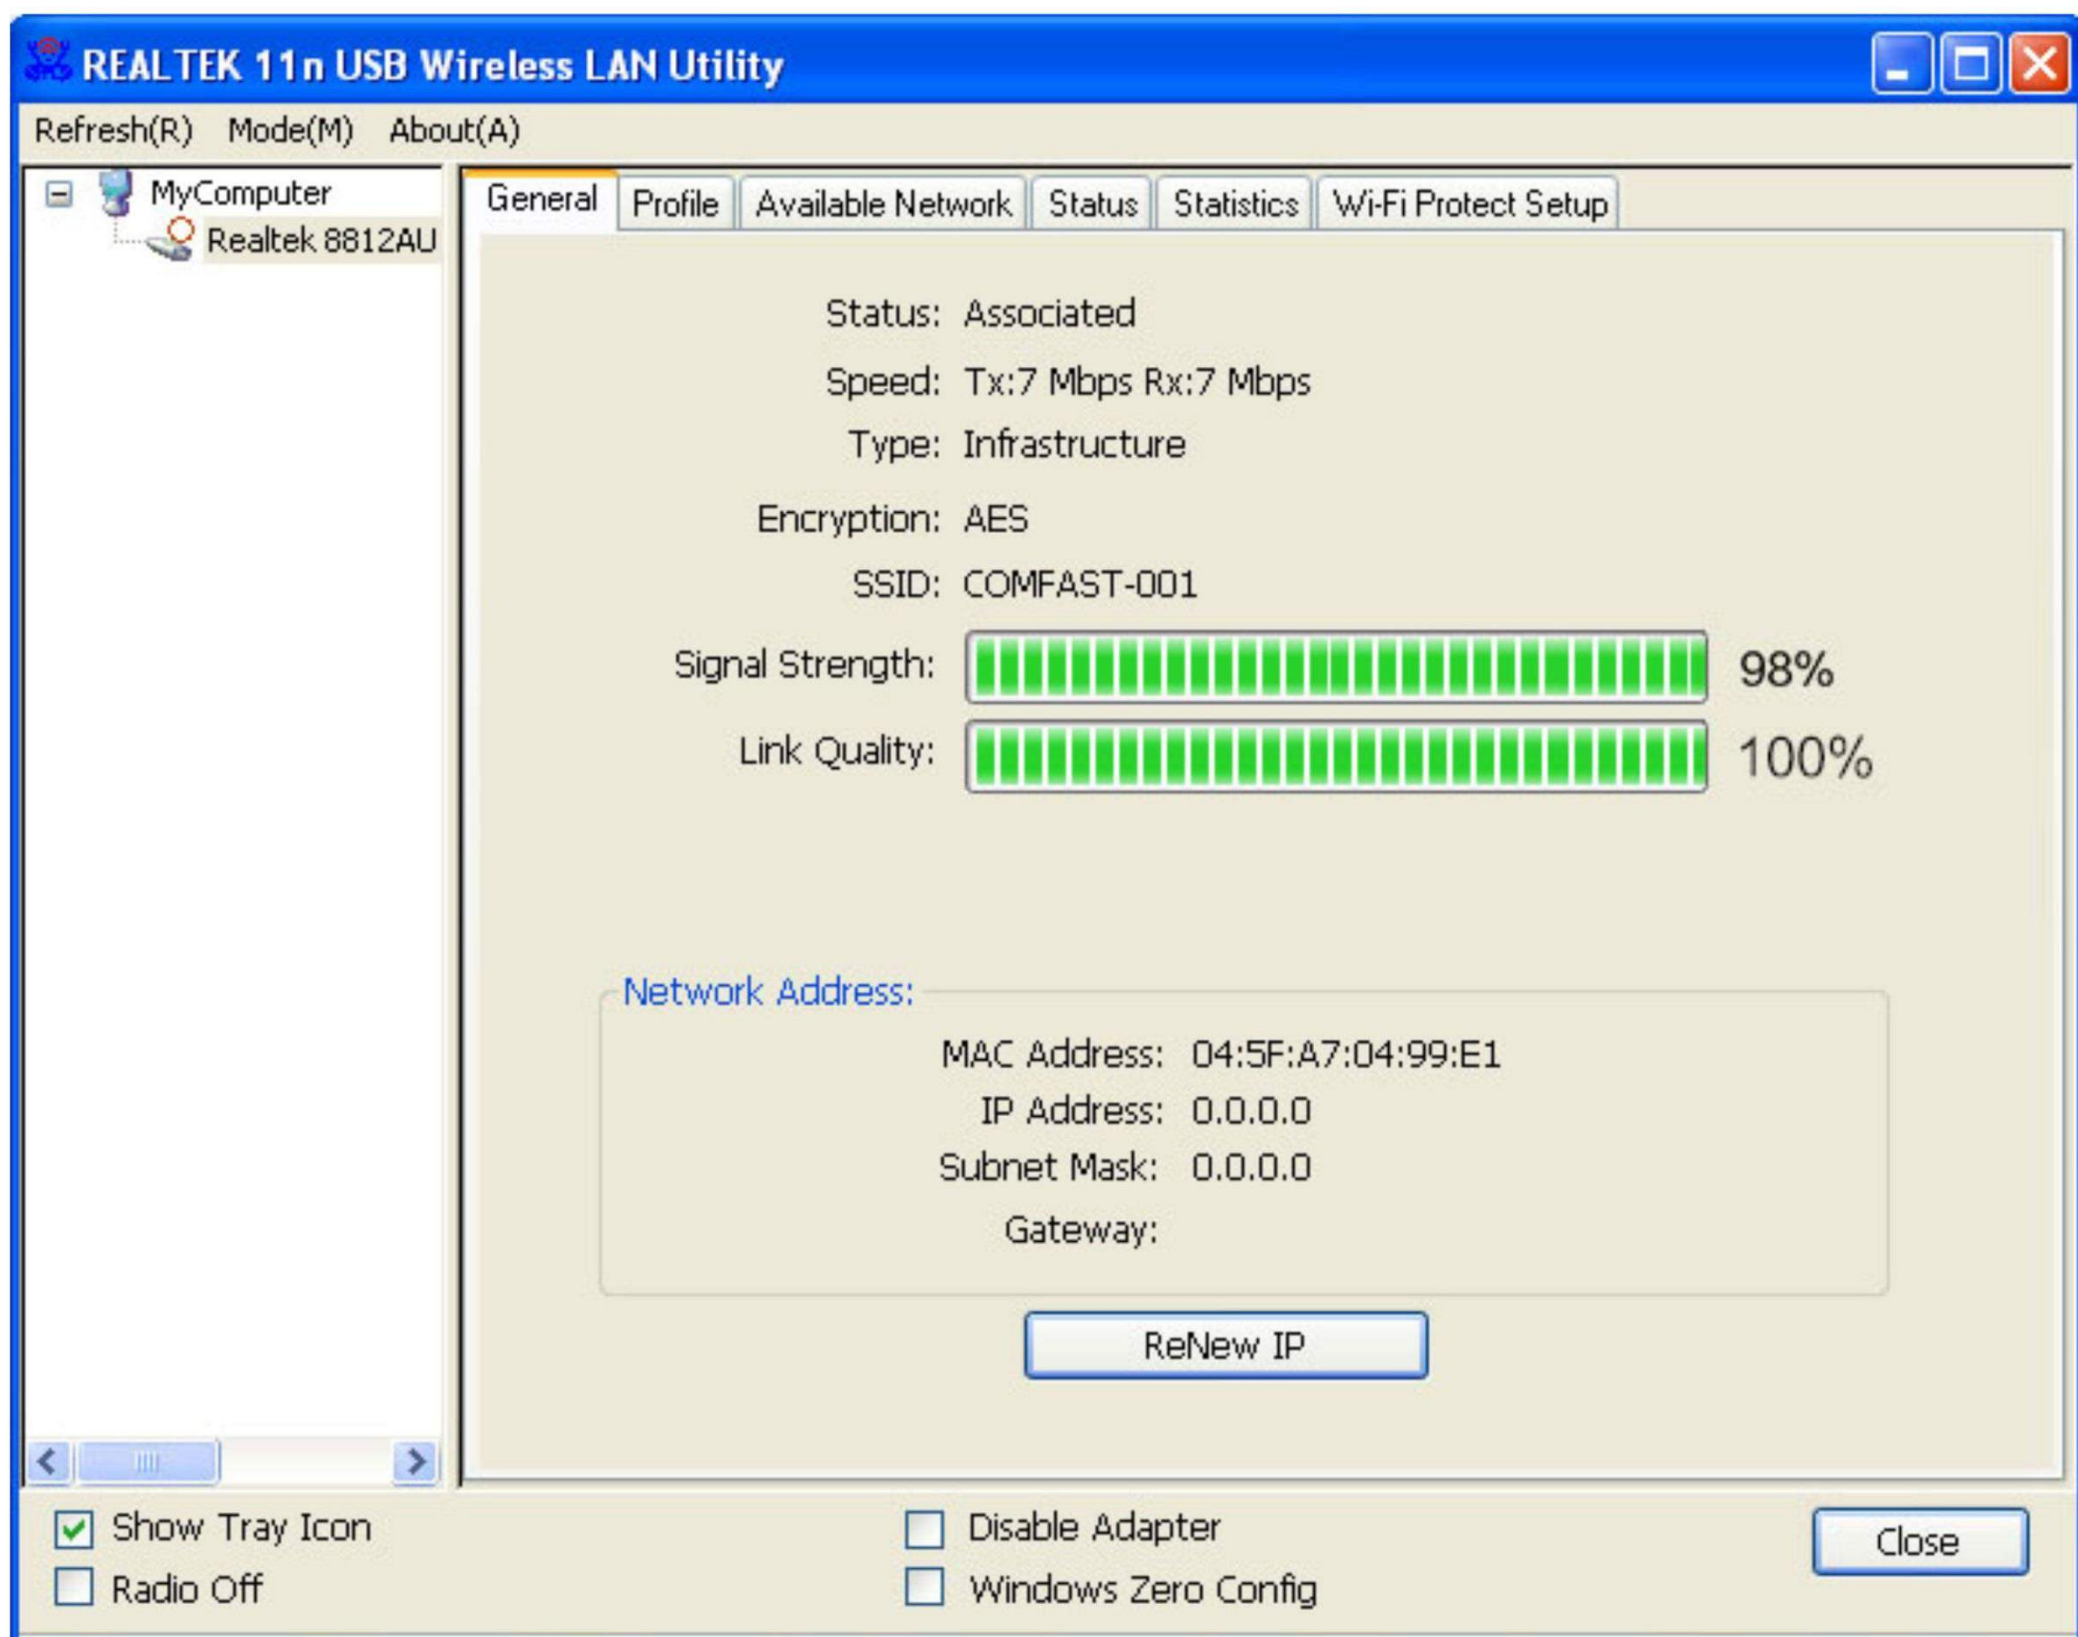 REALTEK 11n USB Wireless LAN Utility
Refresh(R) Mode(M) About(A)
MyComputer
Realtek 8812AU
General Profile Available Network Status Statistics Wi-Fi Protect Setup
Status: Associated
Speed: Tx:7 Mbps Rx:7 Mbps
Type: Infrastructure
Encryption: AES
SSID: COMFAST-001
Signal Strength: 98%
Link Quality: 100%
Network Address:
MAC Address: 04:5F:A7:04:99:E1
IP Address: 0.0.0.0
Subnet Mask: 0.0.0.0
Gateway:
ReNew IP
Show Tray Icon
Radio Off
Disable Adapter
Windows Zero Config
Close